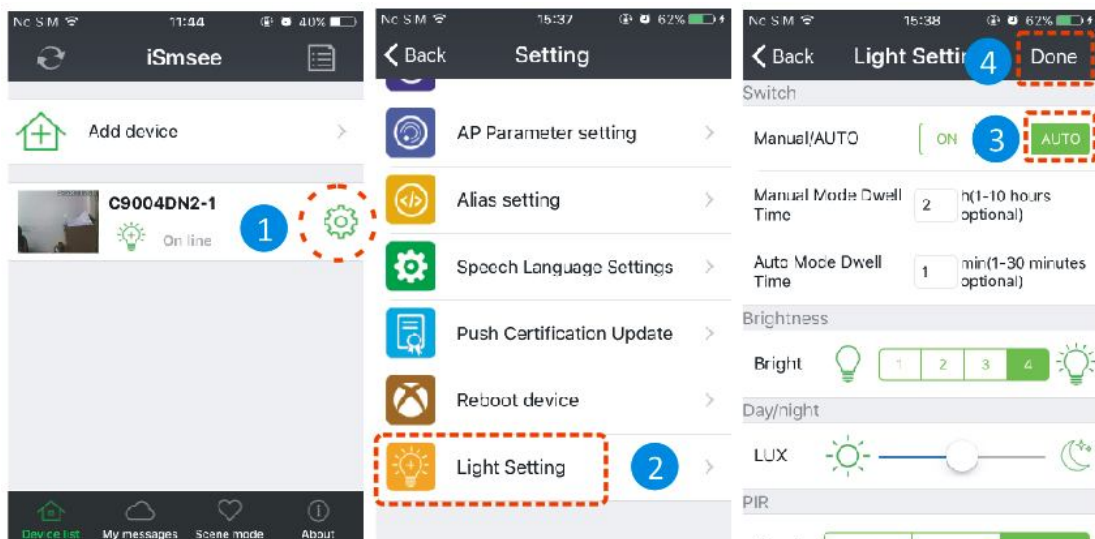 No SIM 11:44 40%
iSmsee
Add device
C9004DN2-1
1
On line
Device list My messages Scene mode About
No SIM 15:37 62%
Back Setting
AP Parameter setting
Alias setting
Speech Language Settings
Push Certification Update
Reboot device
Light Setting 2
No SIM 15:38 62%
Back Light Settin 4 Done
Switch
Manual/AUTO ON 3 AUTO
Manual Mode Dwell
Time
2
h(1-10 hours
optional)
Auto Mode Dwell
Time
1
min(1-30 minutes
optional)
Brightness
Bright 1 2 3 4
Day/night
LUX
PIR